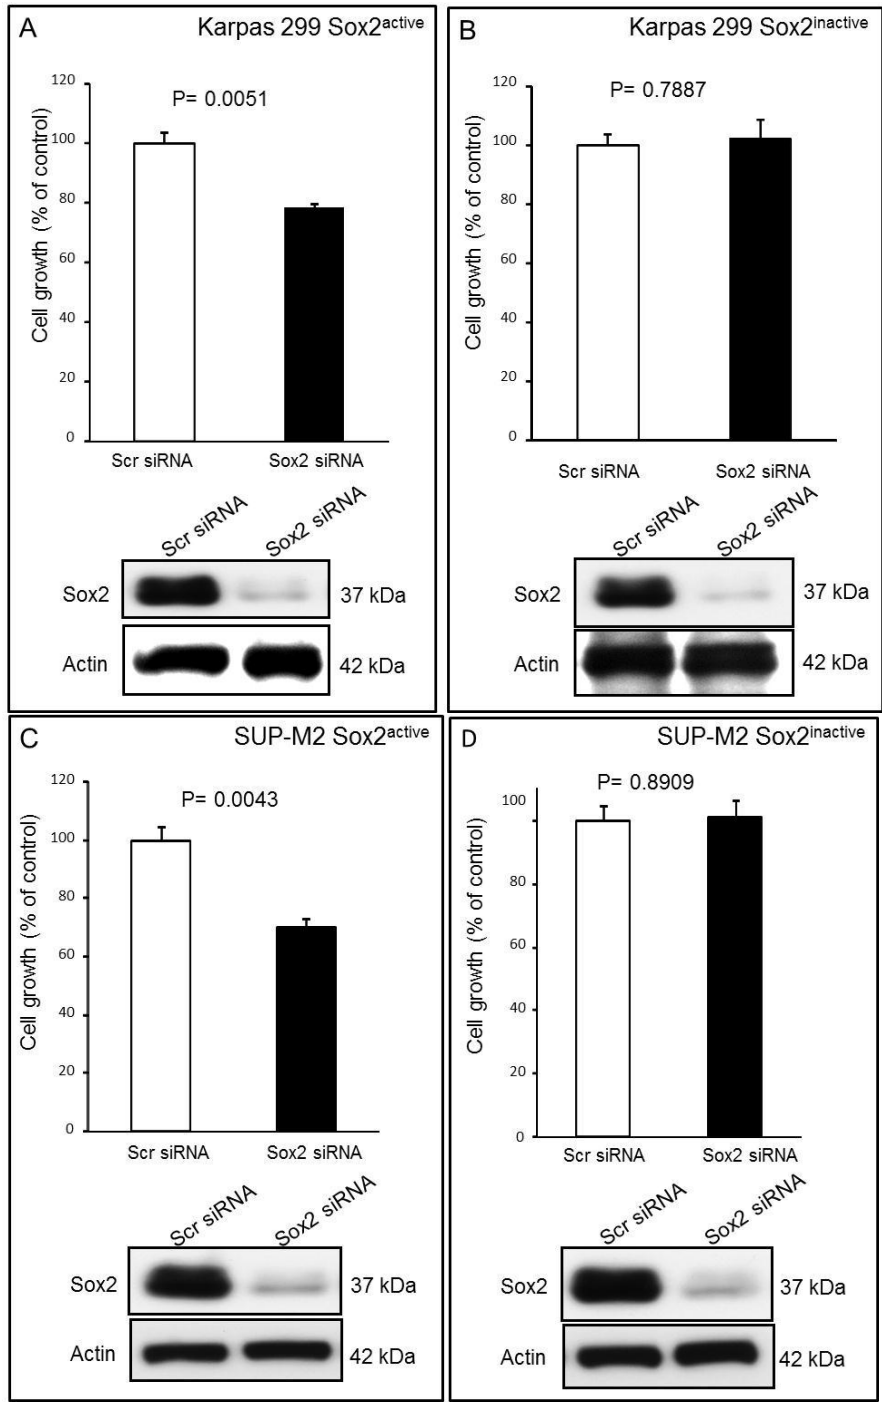 A
Karpas 299 Sox2active
P= 0.0051
Cell growth (% of control)
120
100
80
60
40
20
0
Scr siRNA
Sox2 siRNA
Scr siRNA
Sox2 siRNA
Sox2
37 kDa
Actin
42 kDa
B
Karpas 299 Sox2inactive
P= 0.7887
Cell growth (% of control)
120
100
80
60
40
20
0
Scr siRNA
Sox2 siRNA
Scr siRNA
Sox2 siRNA
Sox2
37 kDa
Actin
42 kDa
C
SUP-M2 Sox2active
P= 0.0043
Cell growth (% of control)
120
100
80
60
40
20
0
Scr siRNA
Sox2 siRNA
Scr siRNA
Sox2 siRNA
Sox2
37 kDa
Actin
42 kDa
D
SUP-M2 Sox2inactive
P= 0.8909
Cell growth (% of control)
100
80
60
40
20
0
Scr siRNA
Sox2 siRNA
Scr siRNA
Sox2 siRNA
Sox2
37 kDa
Actin
42 kDa